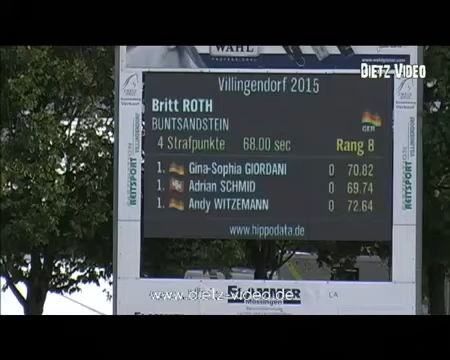 WAHL
DIETZ VIDEO
Villingendorf 2015
Britt ROTH
BUNTSANDSTEIN
GER
4 Strafpunkte 68.00 sec Rang 8
1. Gina-Sophia GIORDANI 0 70.82
1. Adrian SCHMID 0 69.74
1. Andy WITZEMANN 0 72.64
www.hippodata.de
REITSPORT
REITSPORT
www.dietz-video.de
LA